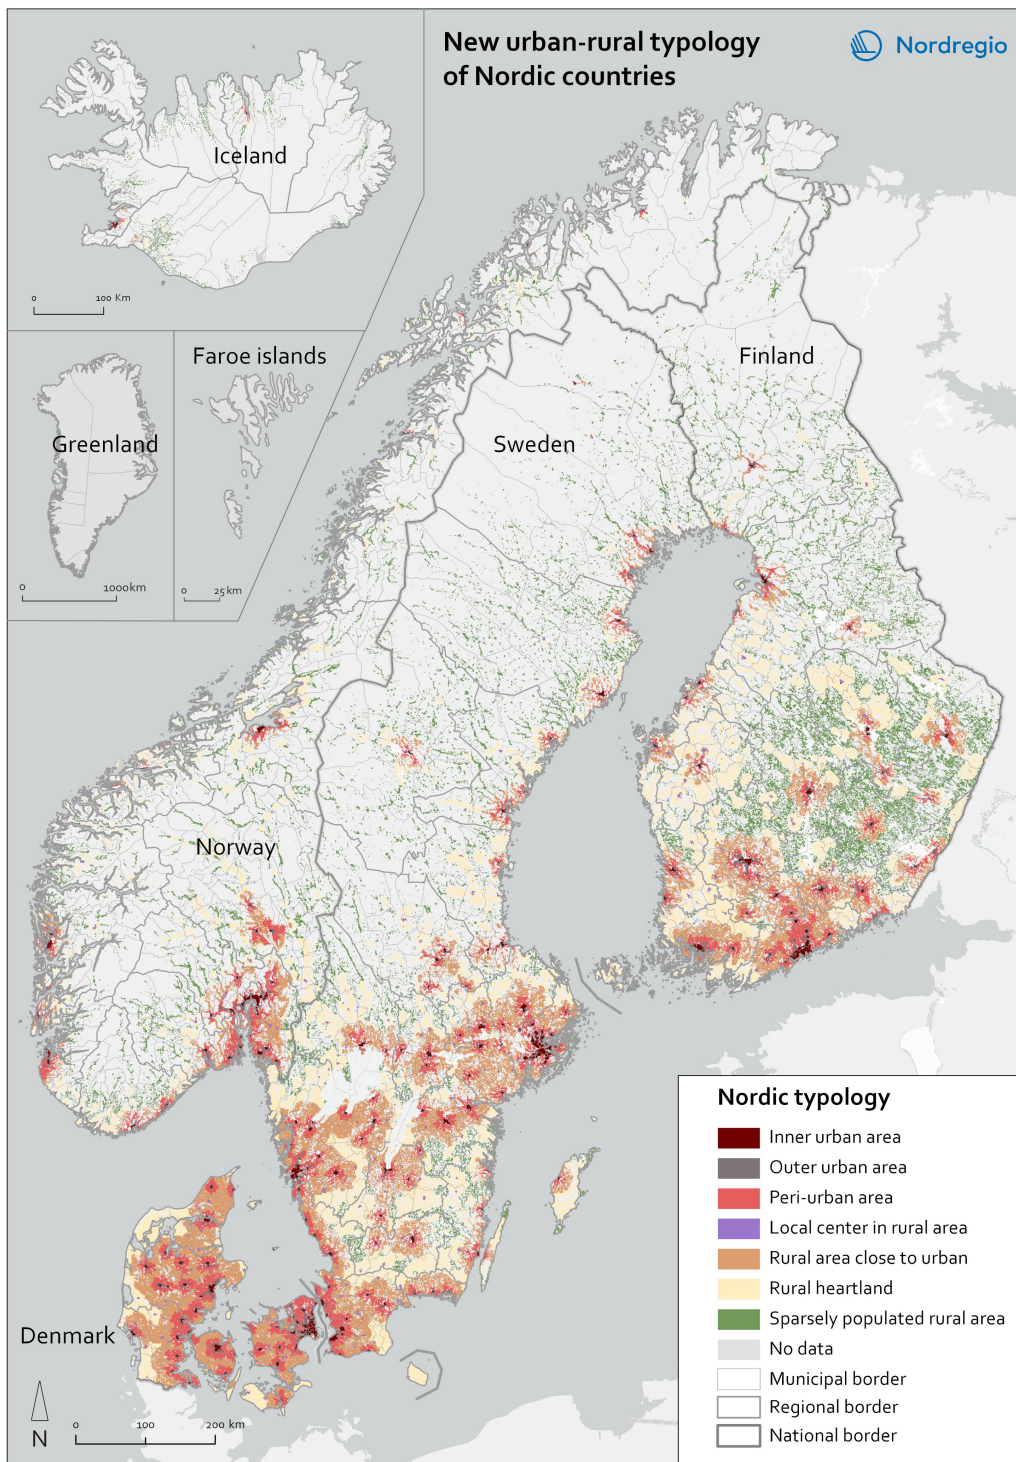 New urban-rural typology
of Nordic countries
Nordregio
Iceland
0 100 Km
Greenland
0 1000km
Faroe islands
0 25km
Finland
Sweden
Norway
Denmark
N
0 100 200 km
Nordic typology
Inner urban area
Outer urban area
Peri-urban area
Local center in rural area
Rural area close to urban
Rural heartland
Sparsely populated rural area
No data
Municipal border
Regional border
National border